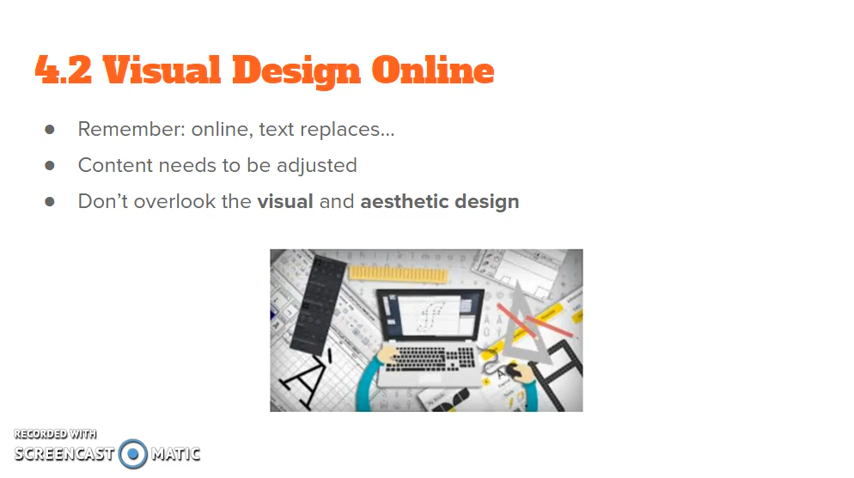 4.2 Visual Design Online
● Remember: online, text replaces...
● Content needs to be adjusted
● Don't overlook the visual and aesthetic design
A
f
H
RECORDED WITH
SCREENCAST MATIC